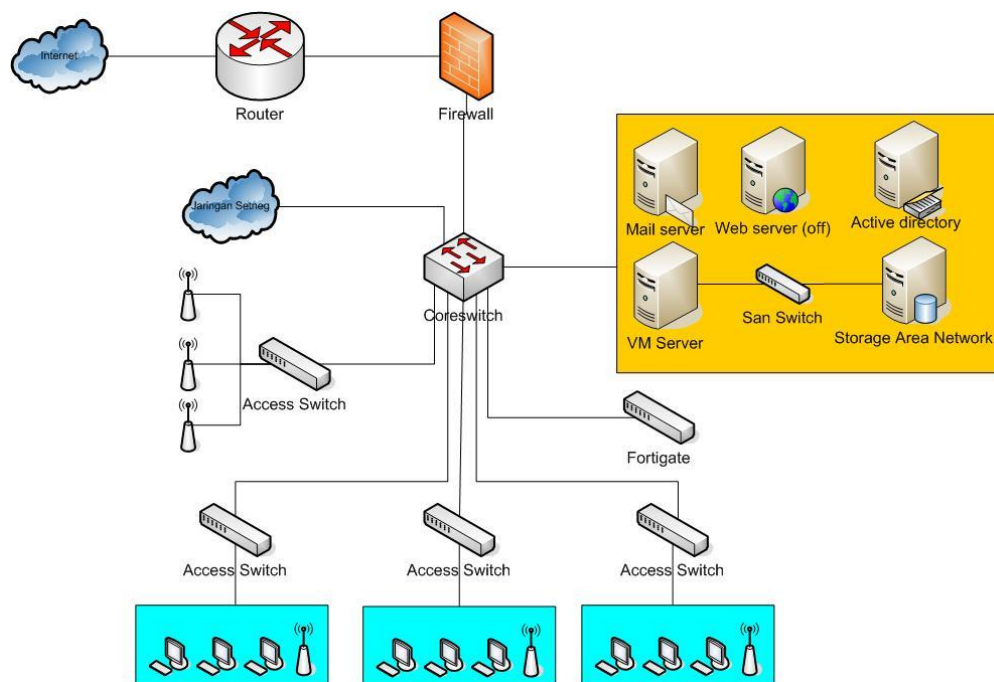 Internet
Router
Firewall
Jaringan Setneg
Mail server
Web server (off)
Active directory
Coreswitch
VM Server
San Switch
Storage Area Network
Access Switch
Fortigate
Access Switch
Access Switch
Access Switch